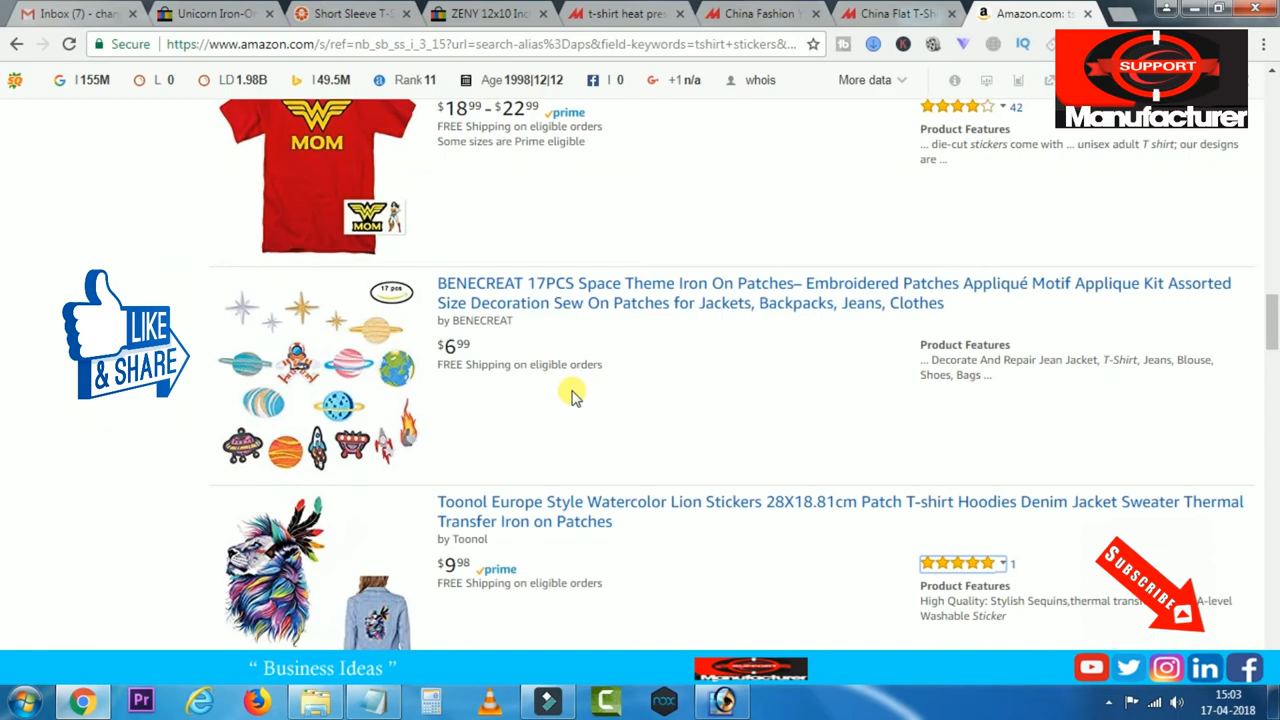 Inbox (7) - chan
Unicorn Iron-O
Short Sleeve T-S
ZENY 12x10 Inc
t-shirt heat pres
China Fashion
China Flat T-Sh
Amazon.com: ts
Secure
https://www.amazon.com/s/ref=nb_sb_ss_i_3_15?url=search-alias%3Daps&field-keywords=tshirt+stickers&...
IQ
I 155M
L 0
LD 1.98B
I 49.5M
Rank 11
Age 1998|12|12
I 0
+1 n/a
whois
More data
SUPPORT
Manufacturer
MOM
MOM
$18.99 - $22.99 prime
FREE Shipping on eligible orders
Some sizes are Prime eligible
42
Product Features
... die-cut stickers come with ... unisex adult T shirt; our designs
are ...
LIKE
& SHARE
17 pcs
BENECREAT 17PCS Space Theme Iron On Patches– Embroidered Patches Appliqué Motif Applique Kit Assorted
Size Decoration Sew On Patches for Jackets, Backpacks, Jeans, Clothes
by BENECREAT
$6.99
FREE Shipping on eligible orders
Product Features
... Decorate And Repair Jean Jacket, T-Shirt, Jeans, Blouse,
Shoes, Bags ...
Toonol Europe Style Watercolor Lion Stickers 28X18.81cm Patch T-shirt Hoodies Denim Jacket Sweater Thermal
Transfer Iron on Patches
by Toonol
$9.98 prime
FREE Shipping on eligible orders
1
Product Features
High Quality: Stylish Sequins,thermal trans A-level
Washable Sticker
SUBSCRIBE
“ Business Ideas ”
Manufacturer
in
Pr
nox
15:03
17-04-2018